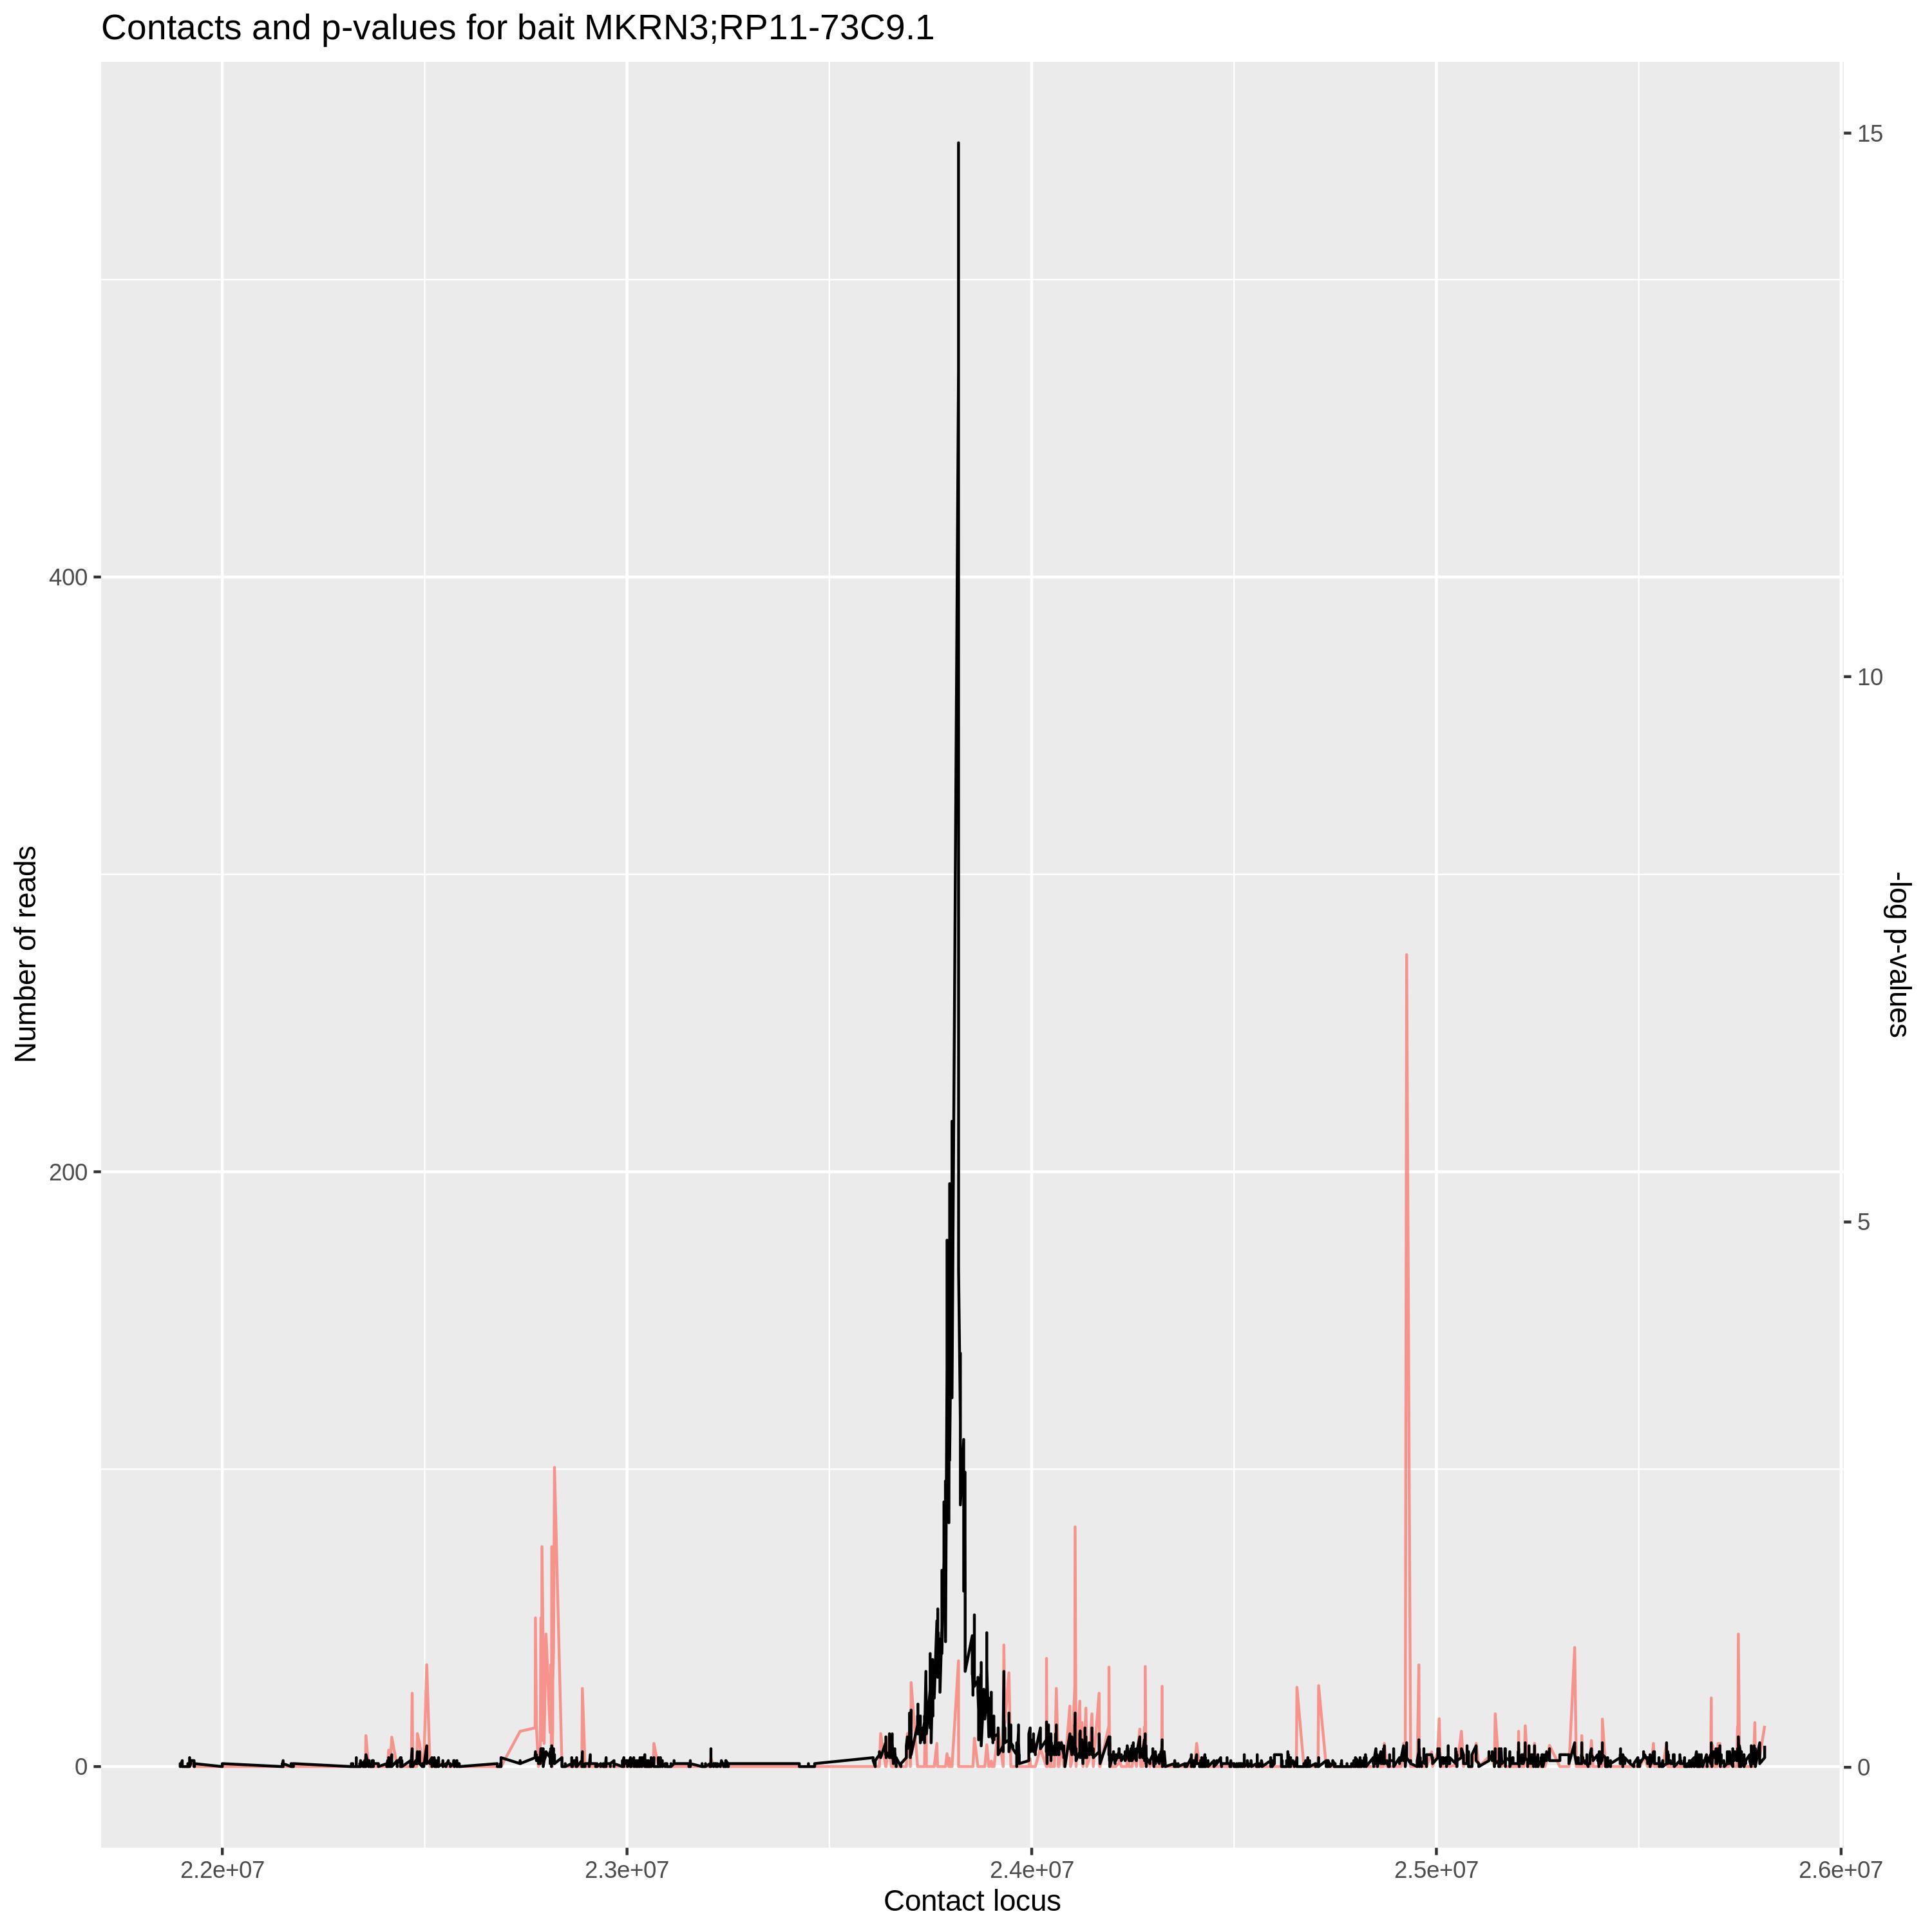 Contacts and p-values for bait MKRN3;RP11-73C9.1
15
400
10
Number of reads
-log p-values
200
5
0
0
2.2e+07 2.3e+07 2.4e+07 2.5e+07 2.6e+07
Contact locus